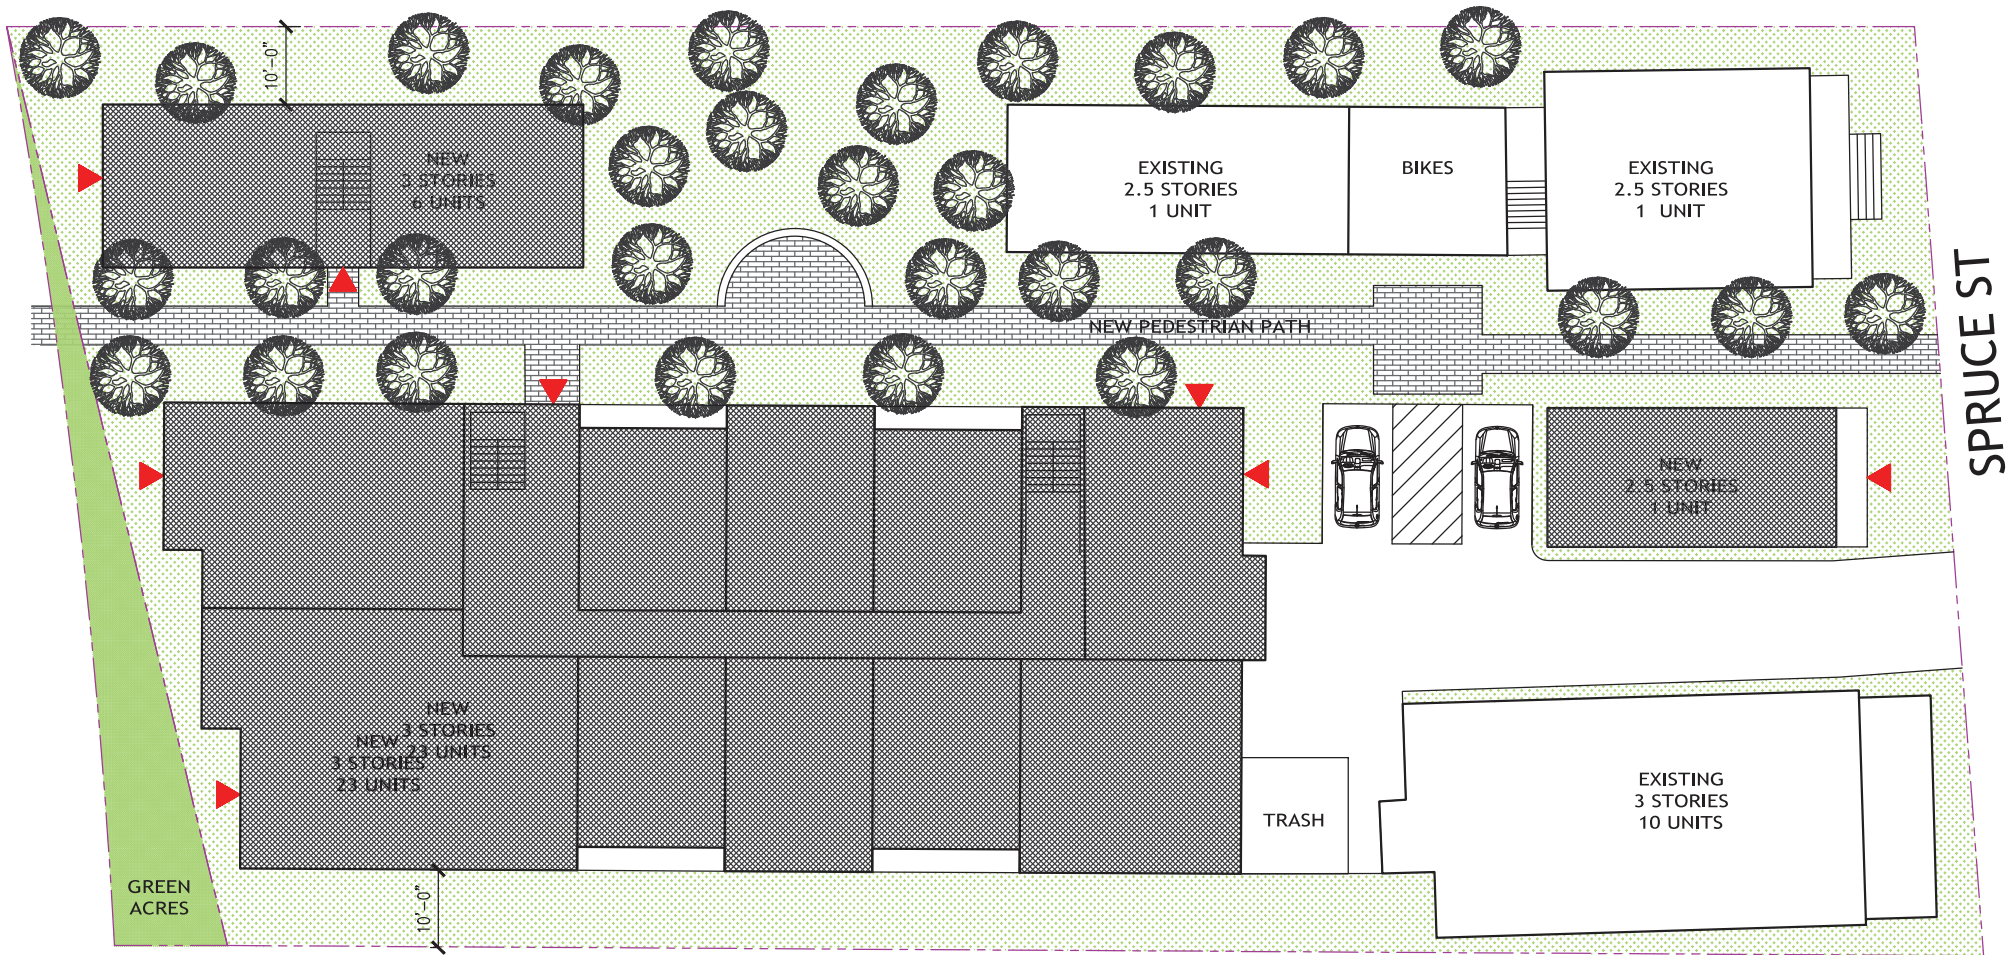 10'-0"
NEW
3 STORIES
6 UNITS
EXISTING
2.5 STORIES
1 UNIT
BIKES
EXISTING
2.5 STORIES
1 UNIT
NEW PEDESTRIAN PATH
SPRUCE ST
NEW
2.5 STORIES
1 UNIT
NEW
3 STORIES
23 UNITS
NEW
3 STORIES
23 UNITS
TRASH
EXISTING
3 STORIES
10 UNITS
GREEN
ACRES
10'-0"